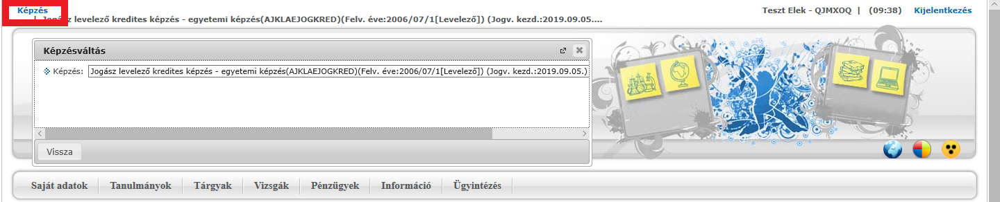 Képzés
Teszt Elek - QJMXOQ | (09:38) Kijelentkezés
| Jogász levelező kredites képzés - egyetemi képzés(AJKLAEJOGKRED)(Felv. éve:2006/07/1[Levelező]) (Jogv. kezd.:2019.09.05....
Képzésváltás
Képzés: Jogász levelező kredites képzés - egyetemi képzés(AJKLAEJOGKRED)(Felv. éve:2006/07/1[Levelező]) (Jogv. kezd.:2019.09.05.)
Vissza
Saját adatok Tanulmányok Tárgyak Vizsgák Pénzügyek Információ Ügyintézés